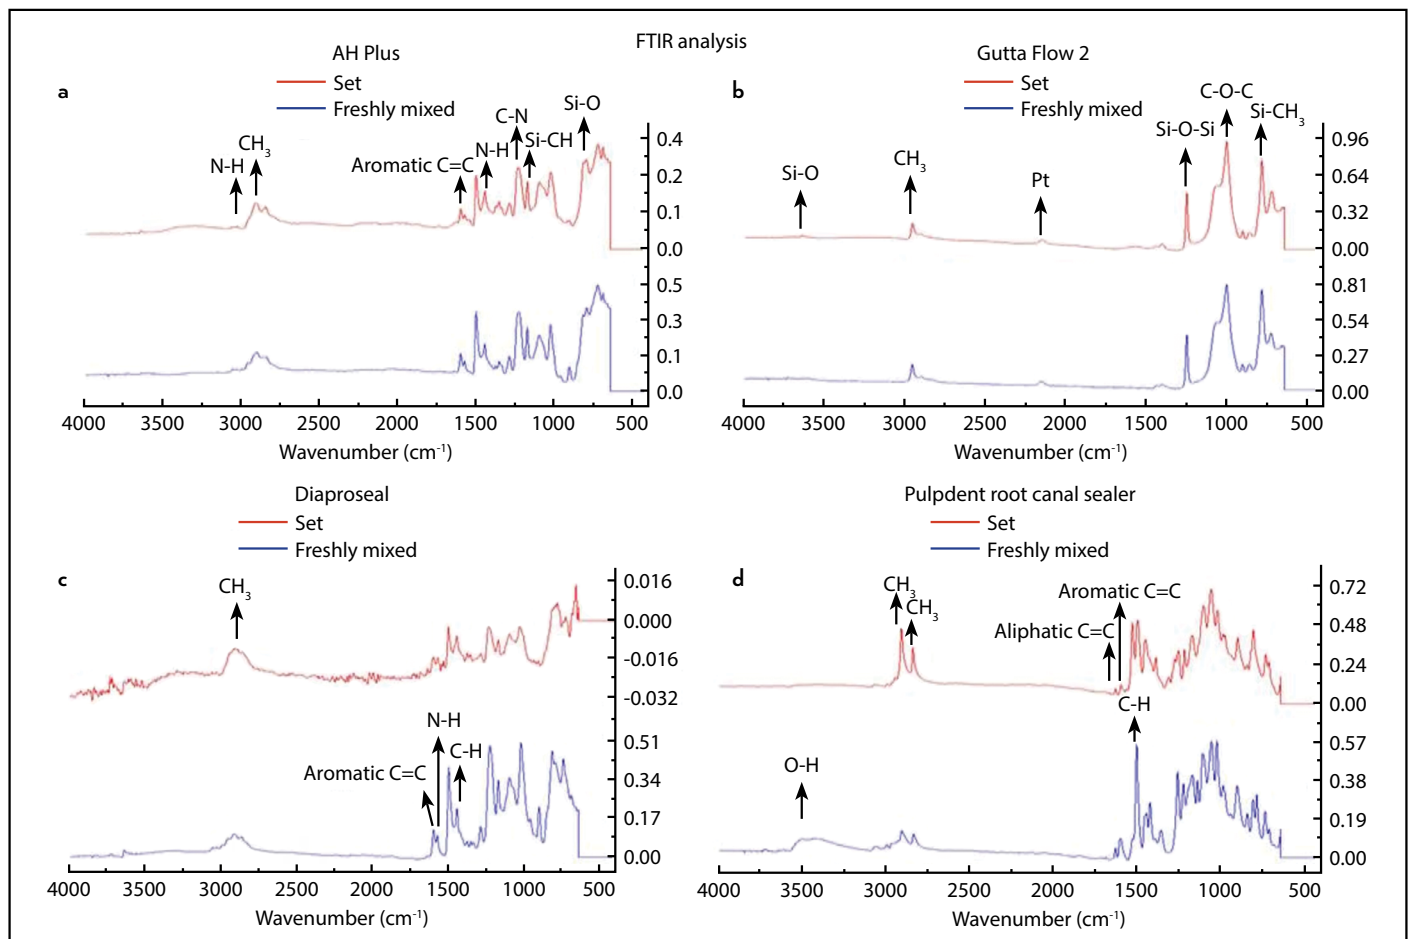 FTIR analysis
AH Plus
Set
Freshly mixed
a
N-H
CH3
Aromatic C=C
N-H
C-N
Si-CH
Si-O
0.4
0.2
0.1
0.0
0.5
0.3
0.1
0.0
4000 3500 3000 2500 2000 1500 1000 500
Wavenumber (cm-1)
Gutta Flow 2
Set
Freshly mixed
b
Si-O
CH3
Pt
Si-O-Si
C-O-C
Si-CH3
0.96
0.64
0.32
0.00
0.81
0.54
0.27
0.00
4000 3500 3000 2500 2000 1500 1000 500
Wavenumber (cm-1)
Diaproseal
Set
Freshly mixed
c
CH3
Aromatic C=C
N-H
C-H
0.016
0.000
-0.016
-0.032
0.51
0.34
0.17
0.00
4000 3500 3000 2500 2000 1500 1000 500
Wavenumber (cm-1)
Pulpdent root canal sealer
Set
Freshly mixed
d
CH3
CH3
Aromatic C=C
Aliphatic C=C
C-H
O-H
0.72
0.48
0.24
0.00
0.57
0.38
0.19
0.00
4000 3500 3000 2500 2000 1500 1000 500
Wavenumber (cm-1)